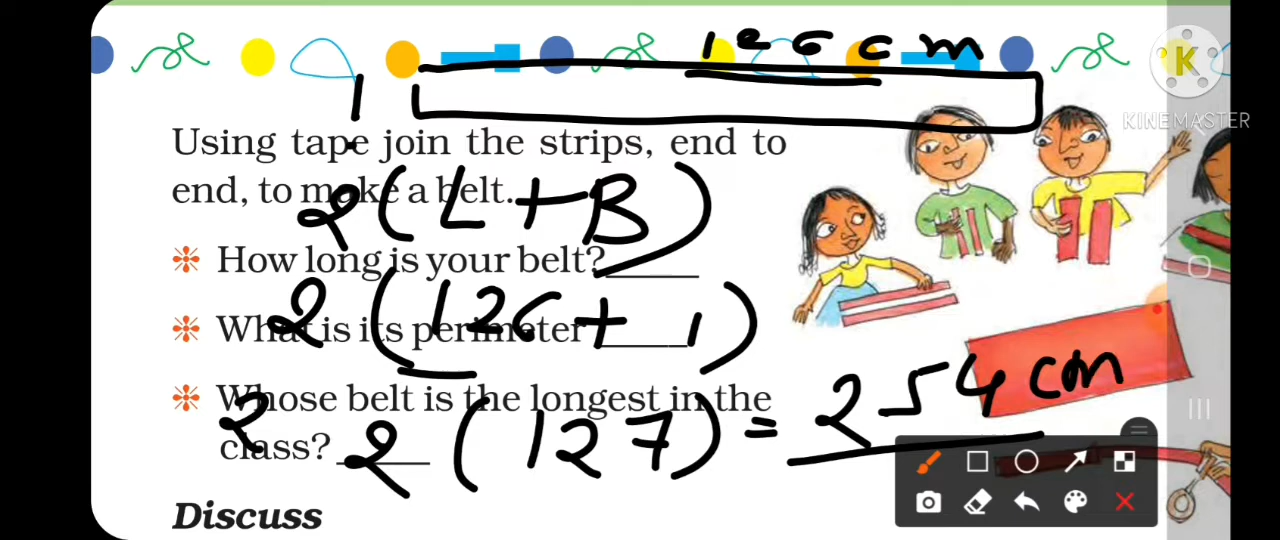 126 cm
KINEMASTER
1
Using tape join the strips, end to
end, to make a belt.
2(L+B)
How long is your belt?
2(126+1)
What is its perimeter
Whose belt is the longest in the
class?
2
2(127)=254 cm
Discuss